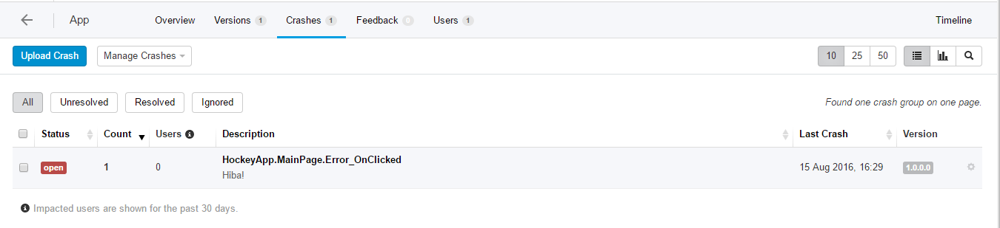 App Overview Versions 1 Crashes 1 Feedback 0 Users 1 Timeline
Upload Crash Manage Crashes 10 25 50
All Unresolved Resolved Ignored Found one crash group on one page.
Status Count Users Description Last Crash Version
open 1 0 HockeyApp.MainPage.Error_OnClicked 15 Aug 2016, 16:29 1.0.0.0
Hiba!
Impacted users are shown for the past 30 days.